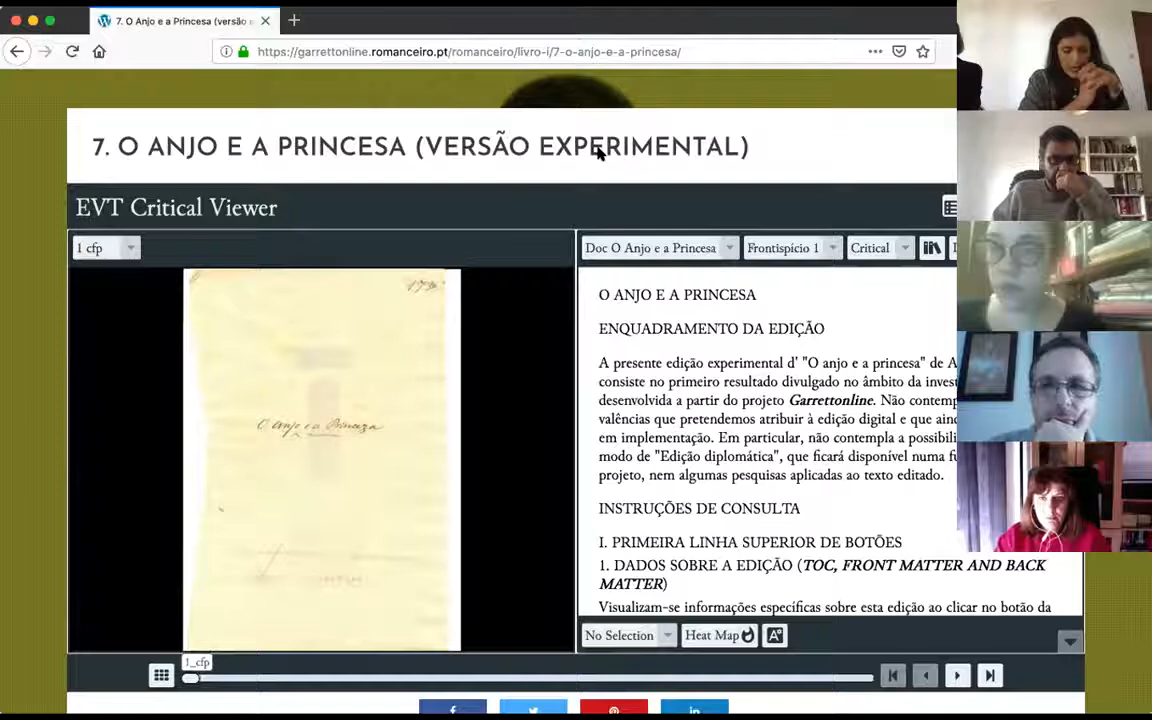 7. O Anjo e a Princesa (versão e
https://garrettonline.romanceiro.pt/romanceiro/livro-i/7-o-anjo-e-a-princesa/
7. O ANJO E A PRINCESA (VERSÃO EXPERIMENTAL)
EVT Critical Viewer
1 cfp
Doc O Anjo e a Princesa
Frontispício 1
Critical
O anjo e a Princeza
O ANJO E A PRINCESA
ENQUADRAMENTO DA EDIÇÃO
A presente edição experimental d' "O anjo e a princesa" de A
consiste no primeiro resultado divulgado no âmbito da inves
desenvolvida a partir do projeto Garrettonline. Não contemp
valências que pretendemos atribuir à edição digital e que ain
em implementação. Em particular, não contempla a possibili
modo de "Edição diplomática", que ficará disponível numa fu
projeto, nem algumas pesquisas aplicadas ao texto editado.
INSTRUÇÕES DE CONSULTA
I. PRIMEIRA LINHA SUPERIOR DE BOTÕES
1. DADOS SOBRE A EDIÇÃO (TOC, FRONT MATTER AND BACK
MATTER)
Visualizam-se informações específicas sobre esta edição ao clicar no botão da
No Selection
Heat Map
1_cfp